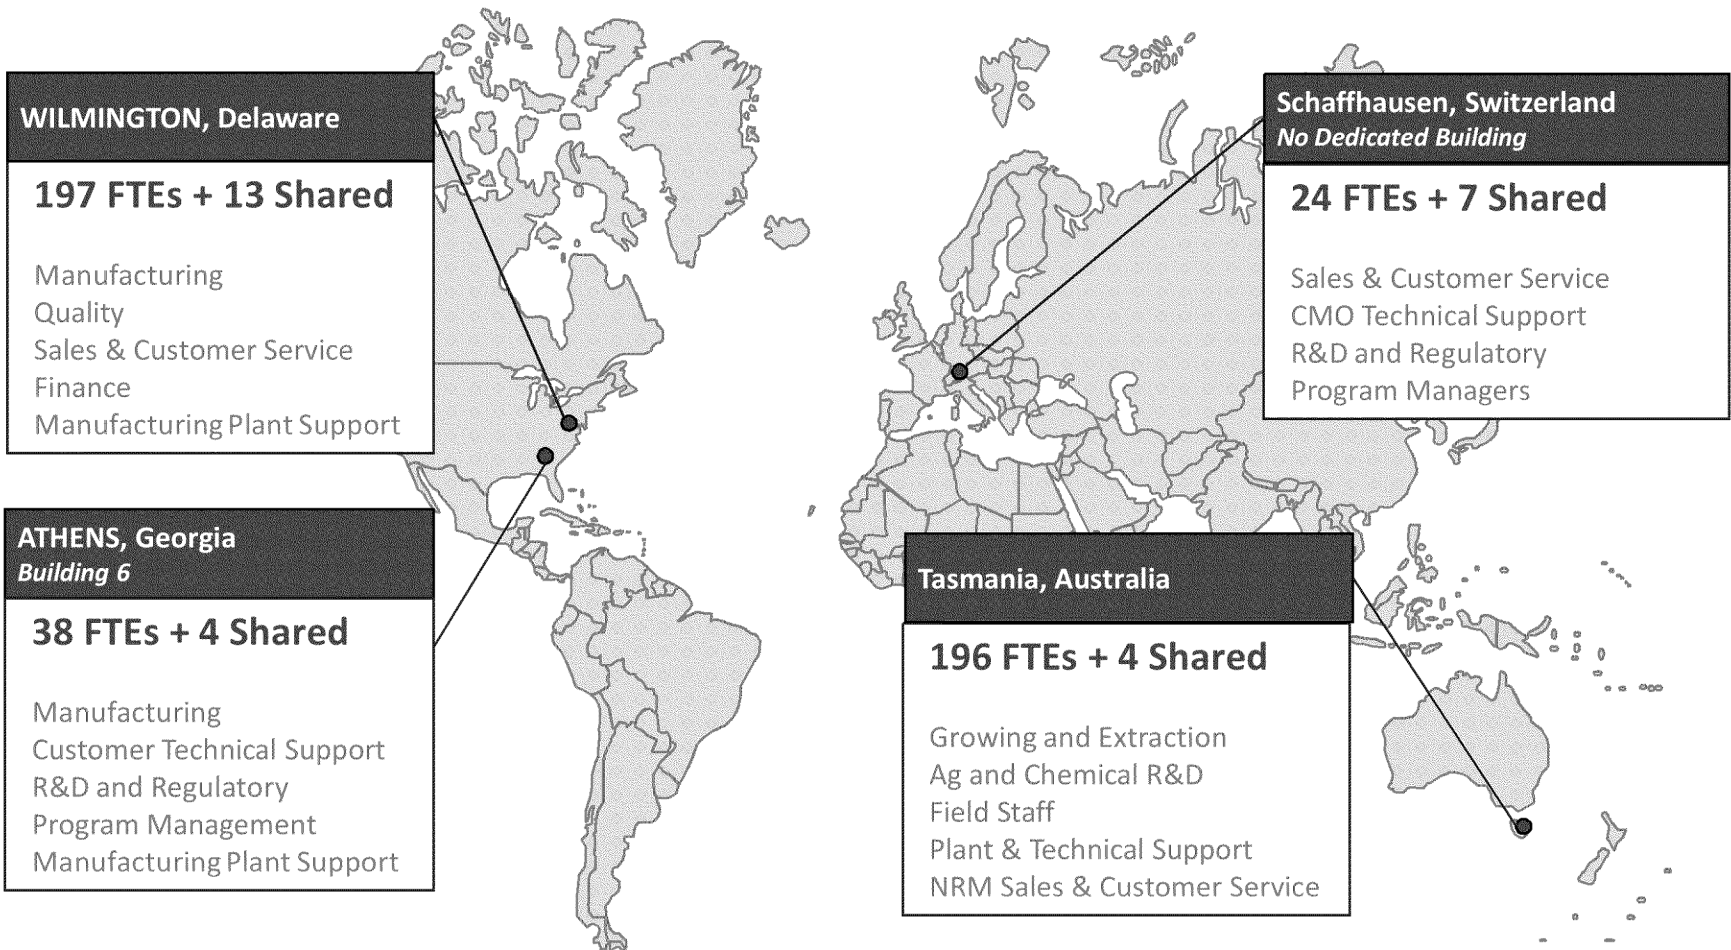 WILMINGTON, Delaware
197 FTEs + 13 Shared
Manufacturing
Quality
Sales & Customer Service
Finance
Manufacturing Plant Support
ATHENS, Georgia
Building 6
38 FTEs + 4 Shared
Manufacturing
Customer Technical Support
R&D and Regulatory
Program Management
Manufacturing Plant Support
Schaffhausen, Switzerland
No Dedicated Building
24 FTEs + 7 Shared
Sales & Customer Service
CMO Technical Support
R&D and Regulatory
Program Managers
Tasmania, Australia
196 FTEs + 4 Shared
Growing and Extraction
Ag and Chemical R&D
Field Staff
Plant & Technical Support
NRM Sales & Customer Service